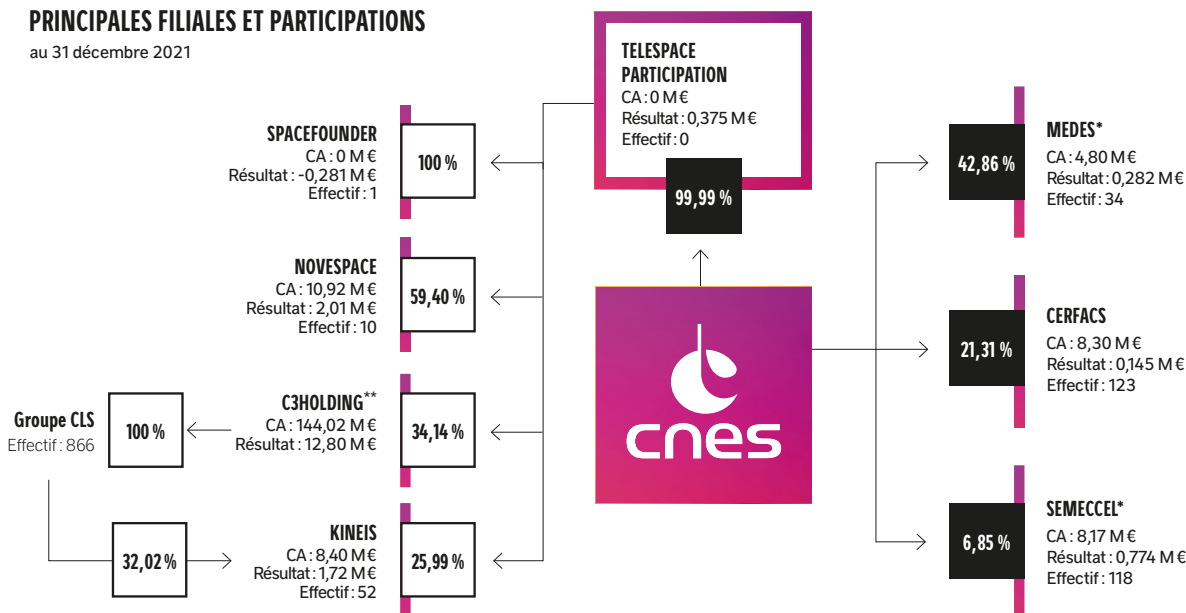 PRINCIPALES FILIALES ET PARTICIPATIONS
au 31 décembre 2021
TELESPACE
PARTICIPATION
CA : 0 M €
Résultat : 0,375 M €
Effectif : 0
99,99 %
SPACEFOUNDER
CA : 0 M €
Résultat : -0,281 M €
Effectif : 1
100 %
NOVESPACE
CA : 10,92 M €
Résultat : 2,01 M €
Effectif : 10
59,40 %
C3HOLDING**
CA : 144,02 M €
Résultat : 12,80 M €
34,14 %
Groupe CLS
Effectif : 866
100 %
32,02 %
KINEIS
CA : 8,40 M €
Résultat : 1,72 M €
Effectif : 52
25,99 %
cnes
42,86 %
MEDES*
CA : 4,80 M €
Résultat : 0,282 M €
Effectif : 34
21,31 %
CERFACS
CA : 8,30 M €
Résultat : 0,145 M €
Effectif : 123
6,85 %
SEMECCEL*
CA : 8,17 M €
Résultat : 0,774 M €
Effectif : 118